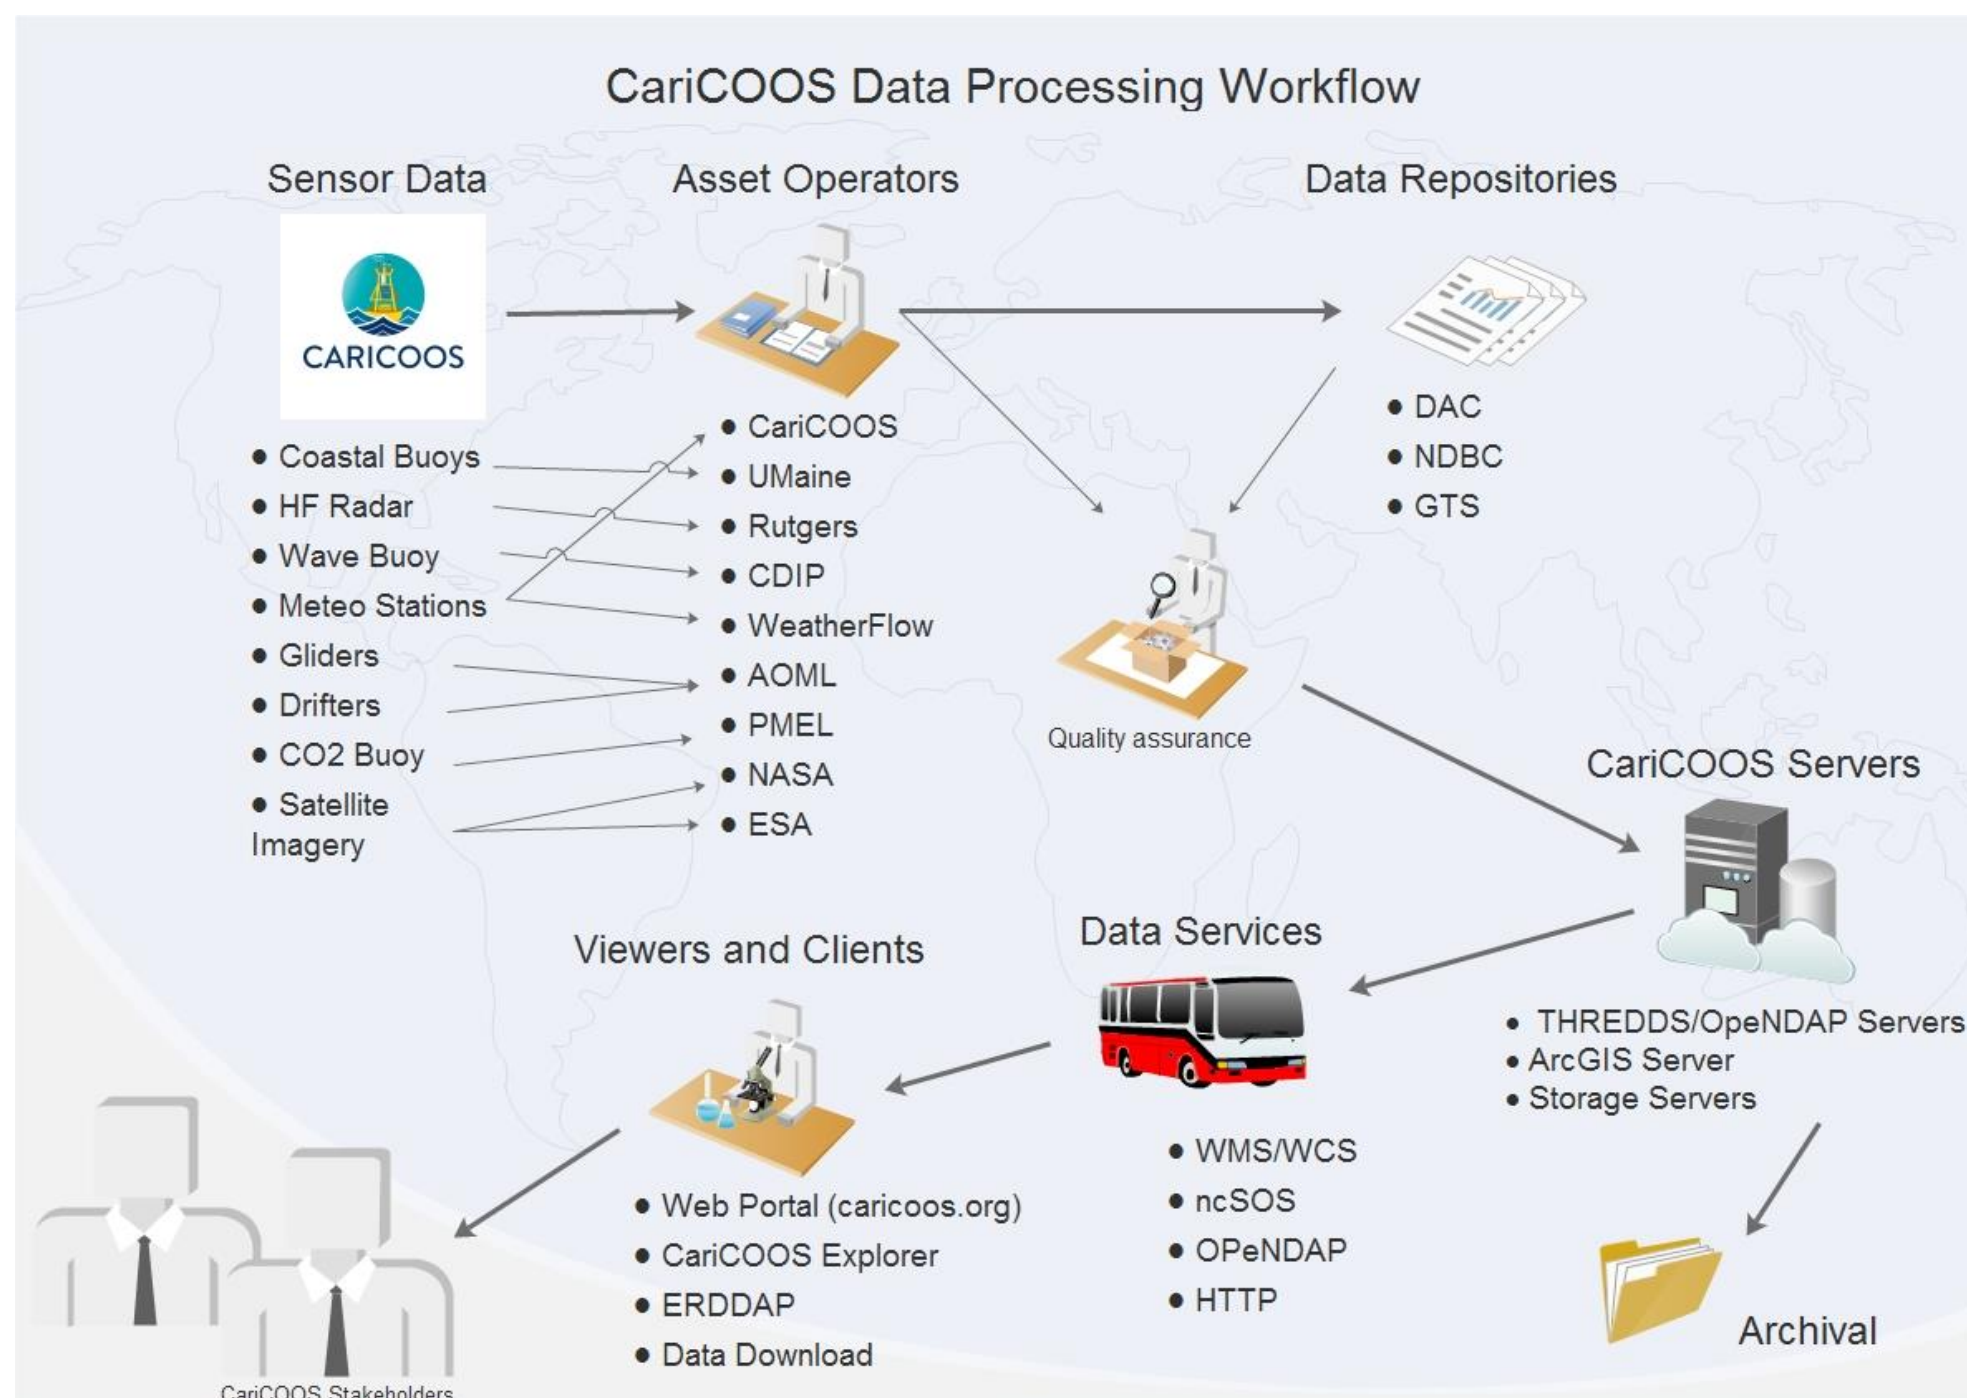 CariCOOS Data Processing Workflow
Sensor Data
CARICOOS
● Coastal Buoys
● HF Radar
● Wave Buoy
● Meteo Stations
● Gliders
● Drifters
● CO2 Buoy
● Satellite
Imagery
Asset Operators
● CariCOOS
● UMaine
● Rutgers
● CDIP
● WeatherFlow
● AOML
● PMEL
● NASA
● ESA
Data Repositories
● DAC
● NDBC
● GTS
Quality assurance
CariCOOS Servers
● THREDDS/OpeNDAP Servers
● ArcGIS Server
● Storage Servers
Archival
Data Services
● WMS/WCS
● ncSOS
● OPeNDAP
● HTTP
Viewers and Clients
● Web Portal (caricoos.org)
● CariCOOS Explorer
● ERDDAP
● Data Download
CariCOOS Stakeholders